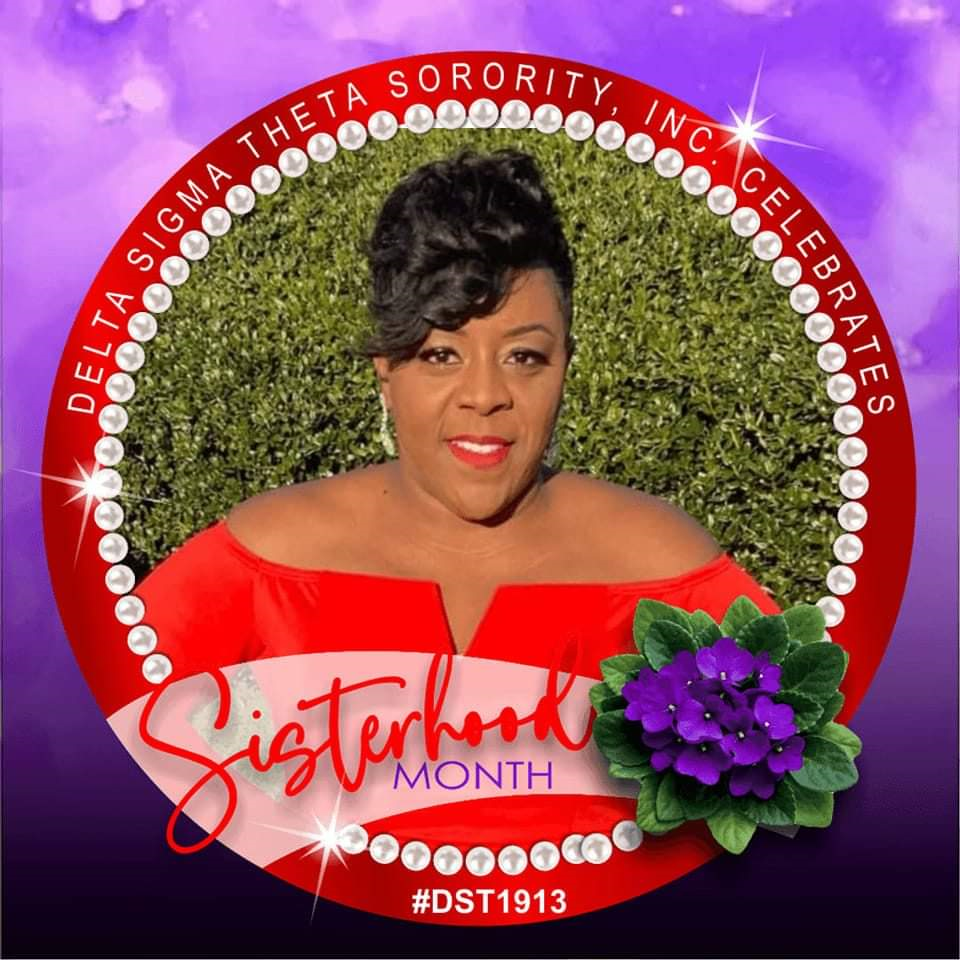 DELTA SIGMA THETA SORORITY, INC. CELEBRATES
Sisterhood
MONTH
#DST1913